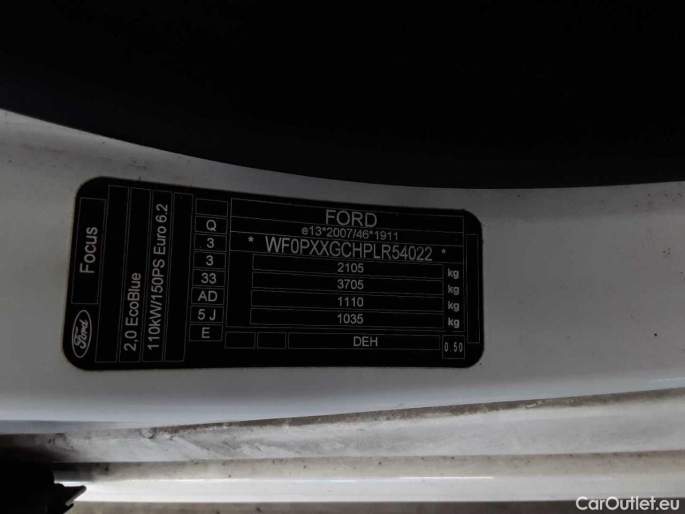 FORD
e13*2007/46*1911
* WF0PXXGCHPLR54022 *
2105 kg
3705 kg
1110 kg
1035 kg
DEH
0.50
Q
3
3
33
AD
5 J
E
Focus
2.0 EcoBlue
110kW/150PS Euro 6.2
Ford
CarOutlet.eu